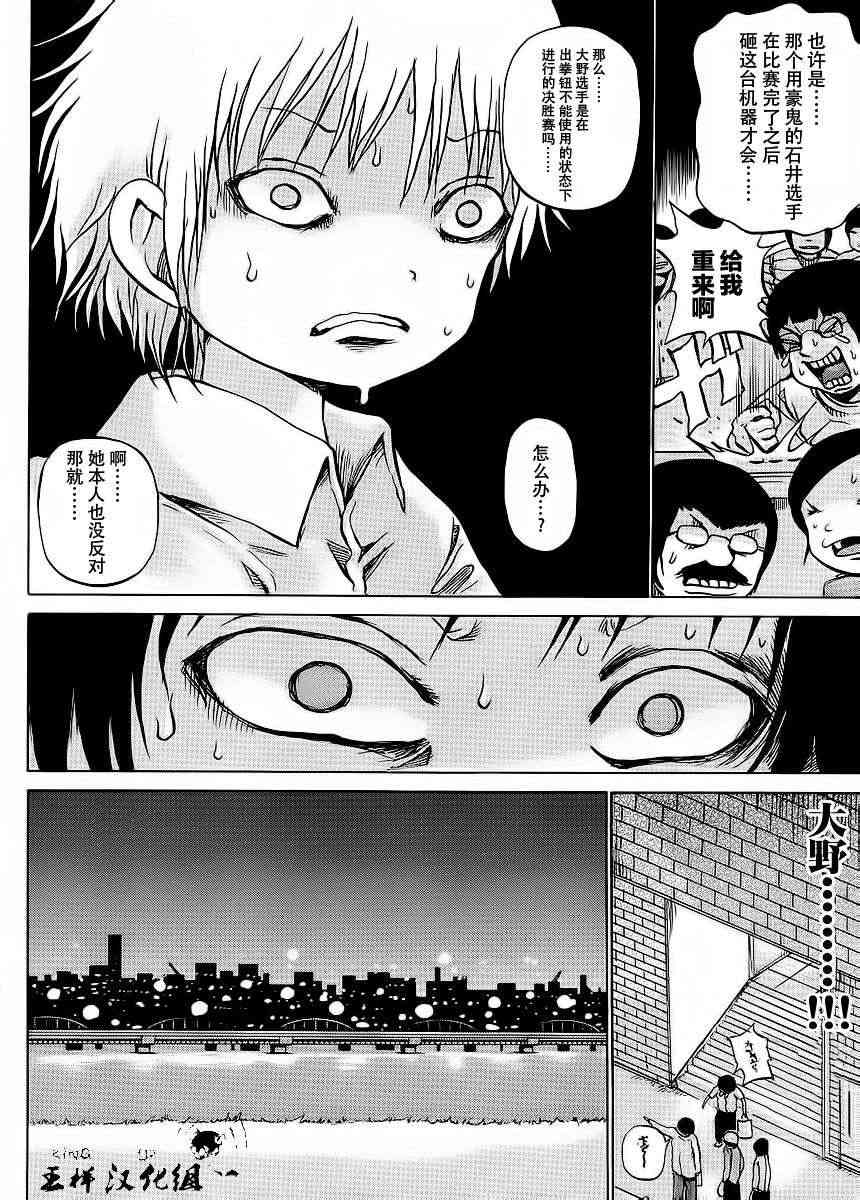 也许是……
那个用豪鬼的石井选手
在比赛完了之后
砸这台机器才会……
给我
重来啊
ガ
那么……
大野选手是在
出拳钮不能使用的状态下
进行的决胜赛吗……
怎么办…?
啊……
她本人也没反对
那就……
大野…………!!!
KING
王样汉化组